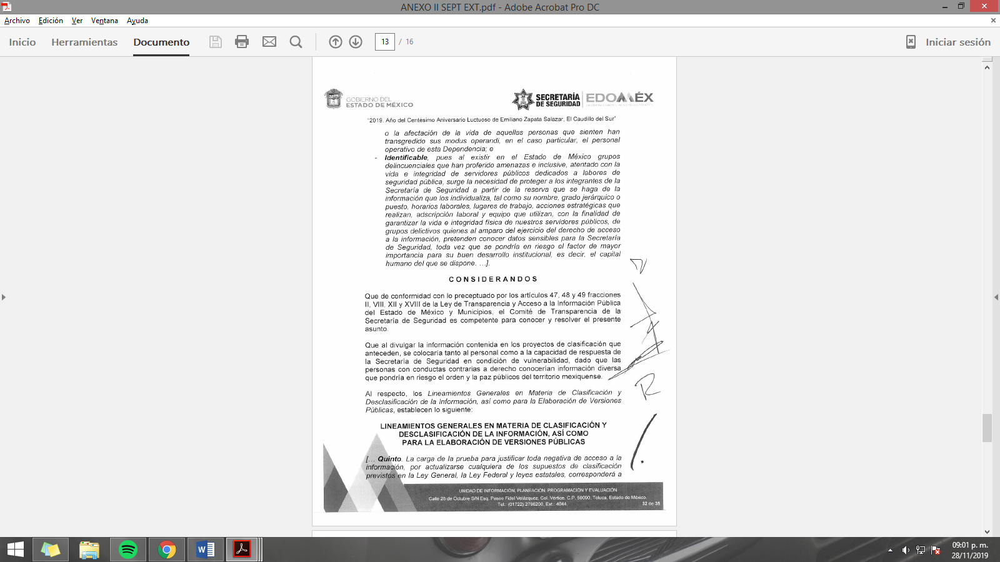 ANEXO II SEPT EXT.pdf - Adobe Acrobat Pro DC
Archivo Edición Ver Ventana Ayuda
Inicio Herramientas Documento 13 / 16 Iniciar sesión
GOBIERNO DEL
ESTADO DE MÉXICO
SECRETARÍA
DE SEGURIDAD
EDOMÉX
"2019. Año del Centésimo Aniversario Luctuoso de Emiliano Zapata Salazar, El Caudillo del Sur"
o la afectación de la vida de aquellas personas que sienten han
transgredido sus modus operandi, en el caso particular, el personal
operativo de esta Dependencia; e
- Identificable, pues al existir en el Estado de México grupos
delincuenciales que han proferido amenazas e inclusive, atentado con la
vida e integridad de servidores públicos dedicados a labores de
seguridad pública, surge la necesidad de proteger a los integrantes de la
Secretaría de Seguridad a partir de la reserva que se haga de la
información que los individualiza, tal como su nombre, grado jerárquico o
puesto, horarios laborales, lugares de trabajo, acciones estratégicas que
realizan, adscripción laboral y equipo que utilizan, con la finalidad de
garantizar la vida e integridad física de nuestros servidores públicos, de
grupos delictivos quienes al amparo del ejercicio del derecho de acceso
a la información, pretenden conocer datos sensibles para la Secretaría
de Seguridad, toda vez que se pondría en riesgo el factor de mayor
importancia para su buen desarrollo institucional, es decir, el capital
humano del que se dispone. ...].
CONSIDERANDOS
Que de conformidad con lo preceptuado por los artículos 47, 48 y 49 fracciones
II, VIII, XII y XVIII de la Ley de Transparencia y Acceso a la Información Pública
del Estado de México y Municipios, el Comité de Transparencia de la
Secretaría de Seguridad es competente para conocer y resolver el presente
asunto.
Que al divulgar la información contenida en los proyectos de clasificación que
anteceden, se colocaría tanto al personal como a la capacidad de respuesta de
la Secretaría de Seguridad en condición de vulnerabilidad, dado que las
personas con conductas contrarias a derecho conocerían información diversa
que pondría en riesgo el orden y la paz públicos del territorio mexiquense.
Al respecto, los Lineamientos Generales en Materia de Clasificación y
Desclasificación de la Información, así como para la Elaboración de Versiones
Públicas, establecen lo siguiente:
LINEAMIENTOS GENERALES EN MATERIA DE CLASIFICACIÓN Y
DESCLASIFICACIÓN DE LA INFORMACIÓN, ASÍ COMO
PARA LA ELABORACIÓN DE VERSIONES PÚBLICAS
[... Quinto. La carga de la prueba para justificar toda negativa de acceso a la
información, por actualizarse cualquiera de los supuestos de clasificación
previstos en la Ley General, la Ley Federal y leyes estatales, corresponderá a
UNIDAD DE INFORMACIÓN, PLANEACIÓN, PROGRAMACIÓN Y EVALUACIÓN
Calle 28 de Octubre S/N Esq. Paseo Fidel Velázquez, Col. Vértice, C.P. 50090, Toluca, Estado de México.
Tel.: (01722) 2796200, Ext.: 4044.
32 de 35
09:01 p. m.
28/11/2019